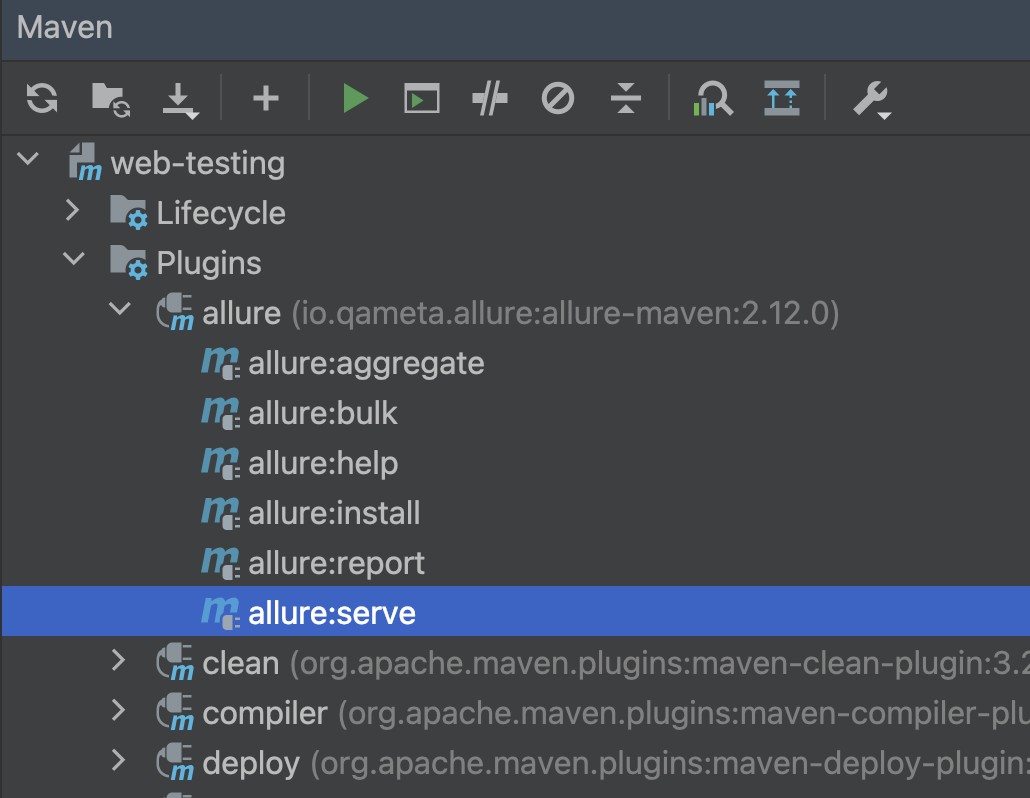 Maven
web-testing
Lifecycle
Plugins
allure (io.qameta.allure:allure-maven:2.12.0)
allure:aggregate
allure:bulk
allure:help
allure:install
allure:report
allure:serve
clean (org.apache.maven.plugins:maven-clean-plugin:3.2
compiler (org.apache.maven.plugins:maven-compiler-plu
deploy (org.apache.maven.plugins:maven-deploy-plugin: